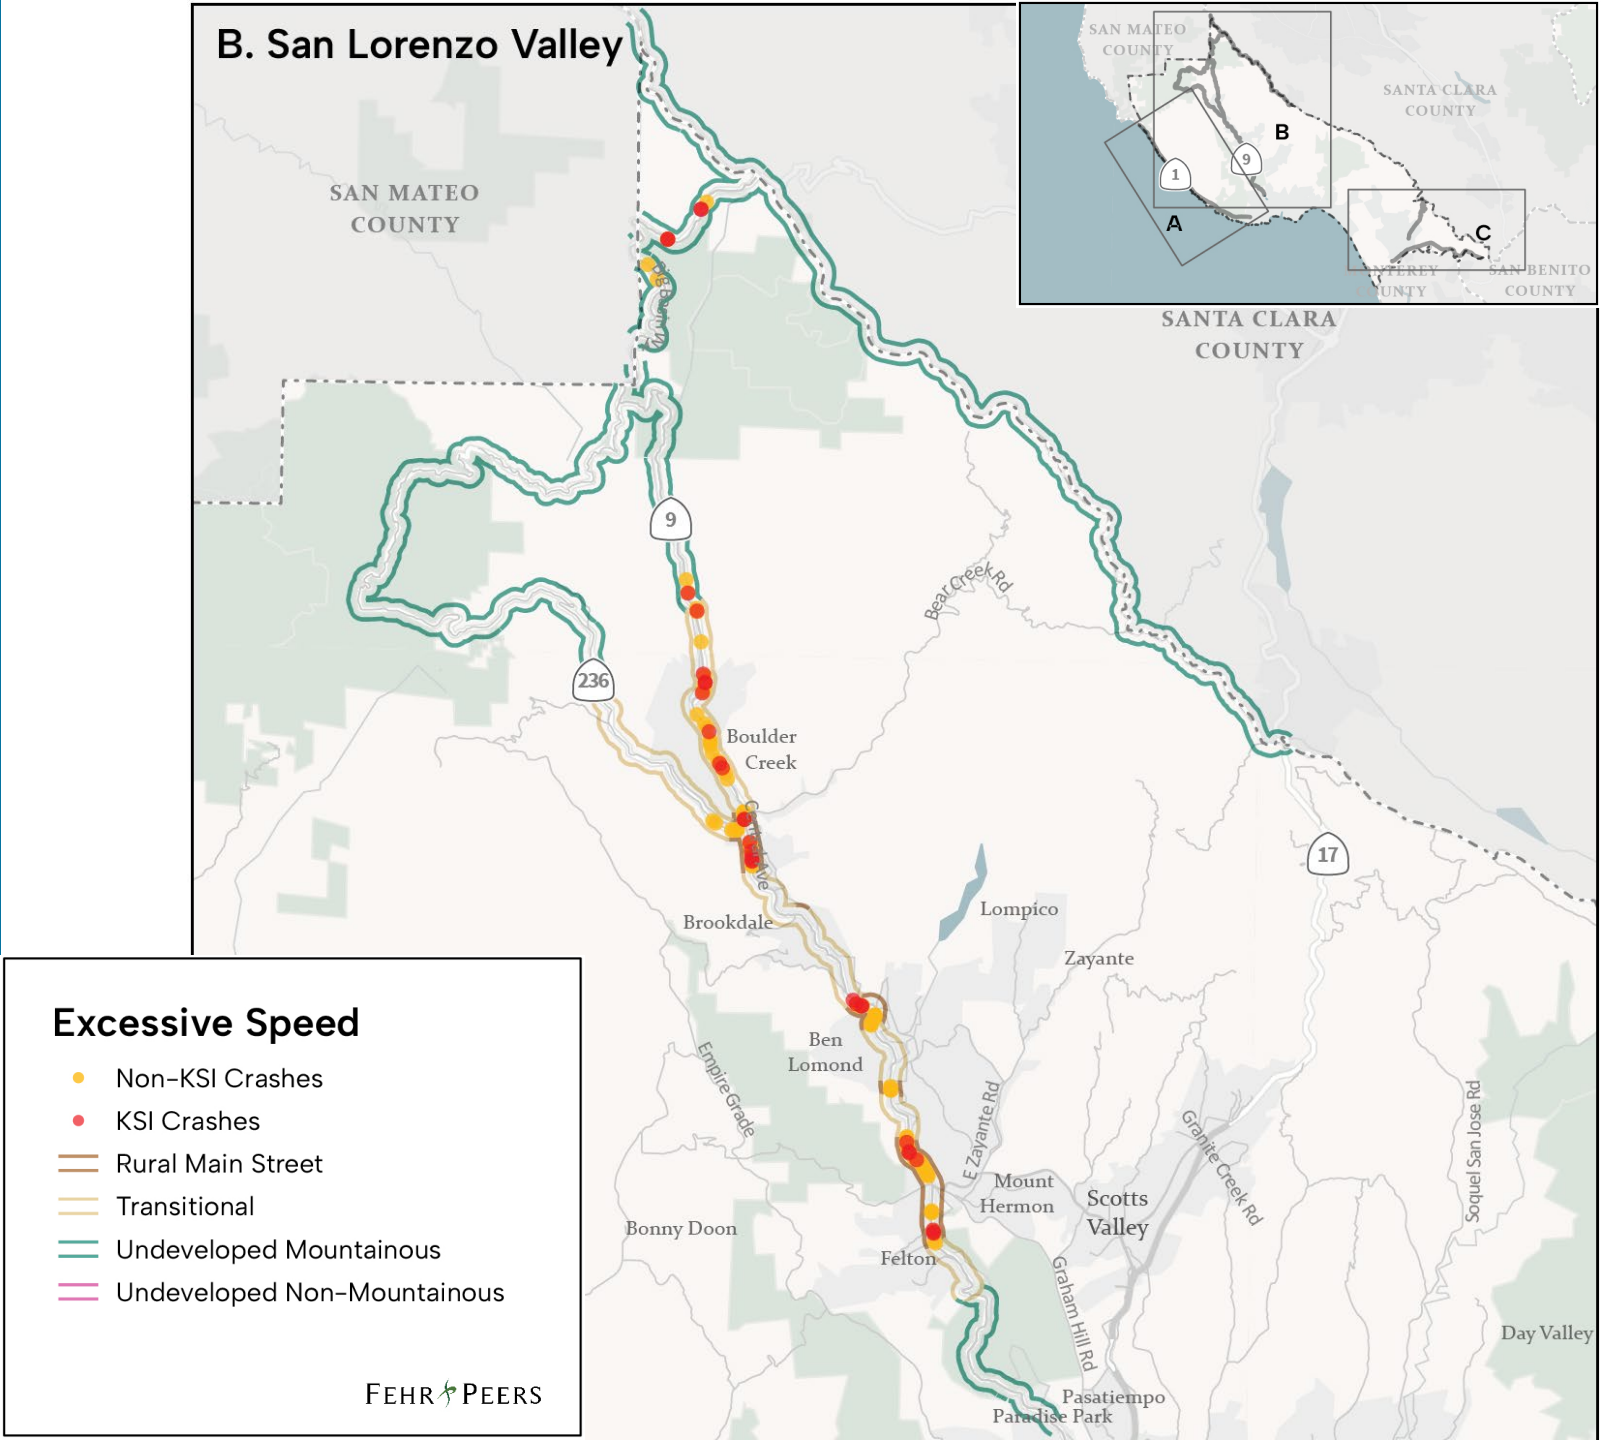 B. San Lorenzo Valley
SAN MATEO
COUNTY
SANTA CLARA
COUNTY
B
9
1
A
C
SAN BENITO
COUNTY
SAN MATEO
COUNTY
SANTA CLARA
COUNTY
9
Bear Creek Rd
236
Boulder
Creek
17
Brookdale
Lompico
Zayante
Ben
Lomond
Empire Grade
E Zayante Rd
Granite Creek Rd
Soquel San Jose Rd
Mount
Hermon
Scotts
Valley
Bonny Doon
Felton
Graham Hill Rd
Day Valley
Pasatiempo
Paradise Park
Excessive Speed
Non-KSI Crashes
KSI Crashes
Rural Main Street
Transitional
Undeveloped Mountainous
Undeveloped Non-Mountainous
FEHR PEERS